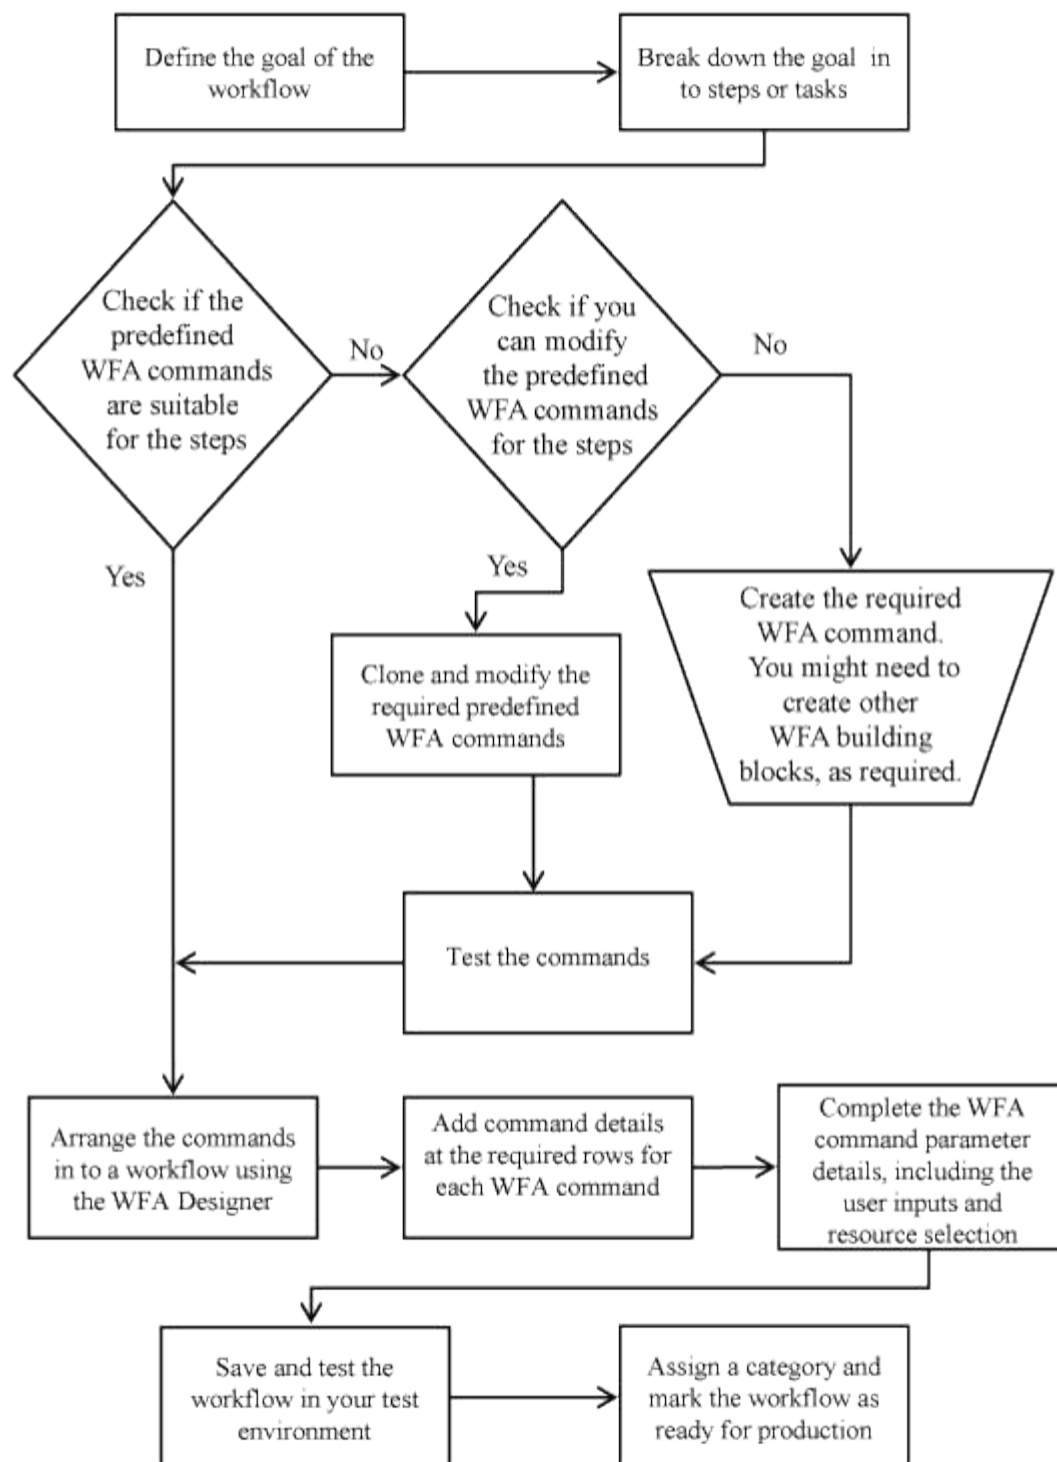 Define the goal of the
workflow
Break down the goal in
to steps or tasks
Check if the
predefined
WFA commands
are suitable
for the steps
No
Check if you
can modify
the predefined
WFA commands
for the steps
No
Yes
Yes
Clone and modify the
required predefined
WFA commands
Create the required
WFA command.
You might need to
create other
WFA building
blocks, as required.
Test the commands
Arrange the commands
in to a workflow using
the WFA Designer
Add command details
at the required rows for
each WFA command
Complete the WFA
command parameter
details, including the
user inputs and
resource selection
Save and test the
workflow in your test
environment
Assign a category and
mark the workflow as
ready for production